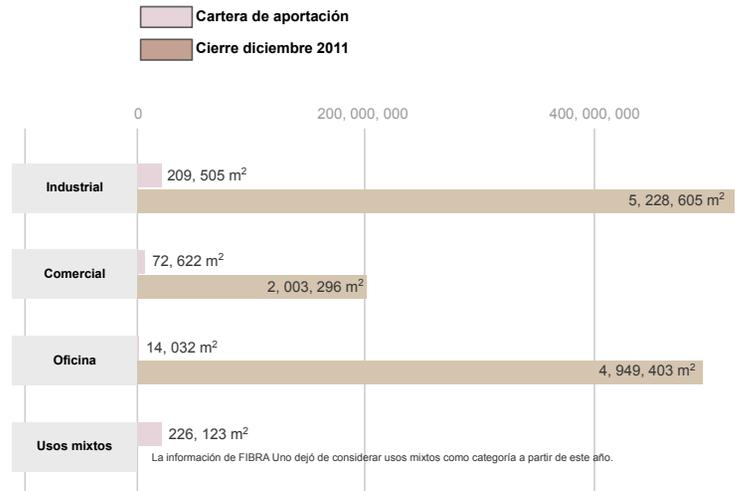 Cartera de aportación
Cierre diciembre 2011
0 200, 000, 000 400, 000, 000
209, 505 m²
Industrial
5, 228, 605 m²
72, 622 m²
Comercial
2, 003, 296 m²
14, 032 m²
Oficina
4, 949, 403 m²
226, 123 m²
Usos mixtos
La información de FIBRA Uno dejó de considerar usos mixtos como categoría a partir de este año.